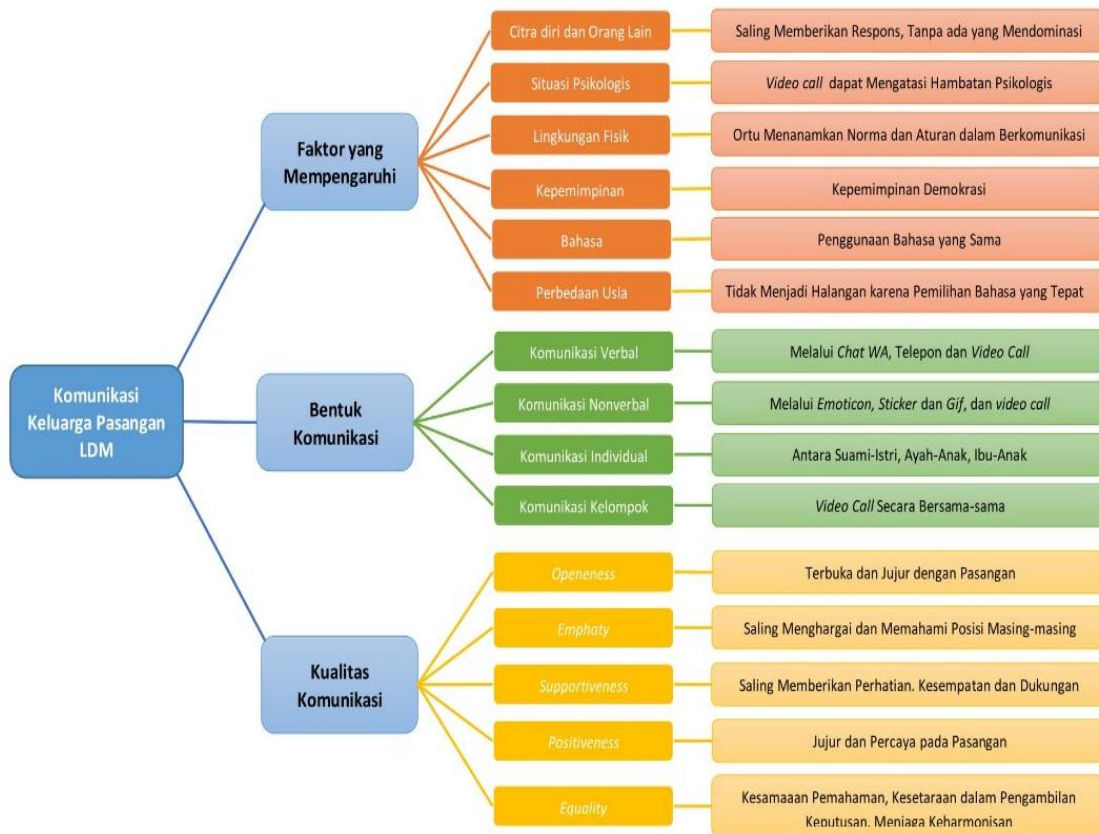 Komunikasi
Keluarga Pasangan
LDM
Faktor yang
Mempengaruhi
Citra diri dan Orang Lain
Saling Memberikan Respons, Tanpa ada yang Mendominasi
Situasi Psikologis
Video call dapat Mengatasi Hambatan Psikologis
Lingkungan Fisik
Ortu Menanamkan Norma dan Aturan dalam Berkomunikasi
Kepemimpinan
Kepemimpinan Demokrasi
Bahasa
Penggunaan Bahasa yang Sama
Perbedaan Usia
Tidak Menjadi Halangan karena Pemilihan Bahasa yang Tepat
Bentuk
Komunikasi
Komunikasi Verbal
Melalui Chat WA, Telepon dan Video Call
Komunikasi Nonverbal
Melalui Emoticon, Sticker dan Gif, dan video call
Komunikasi Individual
Antara Suami-Istri, Ayah-Anak, Ibu-Anak
Komunikasi Kelompok
Video Call Secara Bersama-sama
Kualitas
Komunikasi
Openeness
Terbuka dan Jujur dengan Pasangan
Emphaty
Saling Menghargai dan Memahami Posisi Masing-masing
Supportiveness
Saling Memberikan Perhatian. Kesempatan dan Dukungan
Positiveness
Jujur dan Percaya pada Pasangan
Equality
Kesamaaan Pemahaman, Kesetaraan dalam Pengambilan
Keputusan. Menjaga Keharmonisan